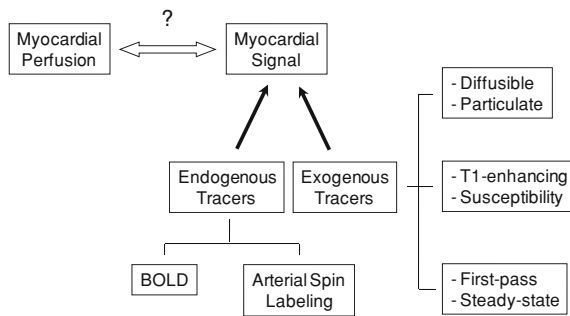 ?
Myocardial
Perfusion
Myocardial
Signal
- Diffusible
- Particulate
Endogenous
Tracers
Exogenous
Tracers
- T1-enhancing
- Susceptibility
BOLD
Arterial Spin
Labeling
- First-pass
- Steady-state